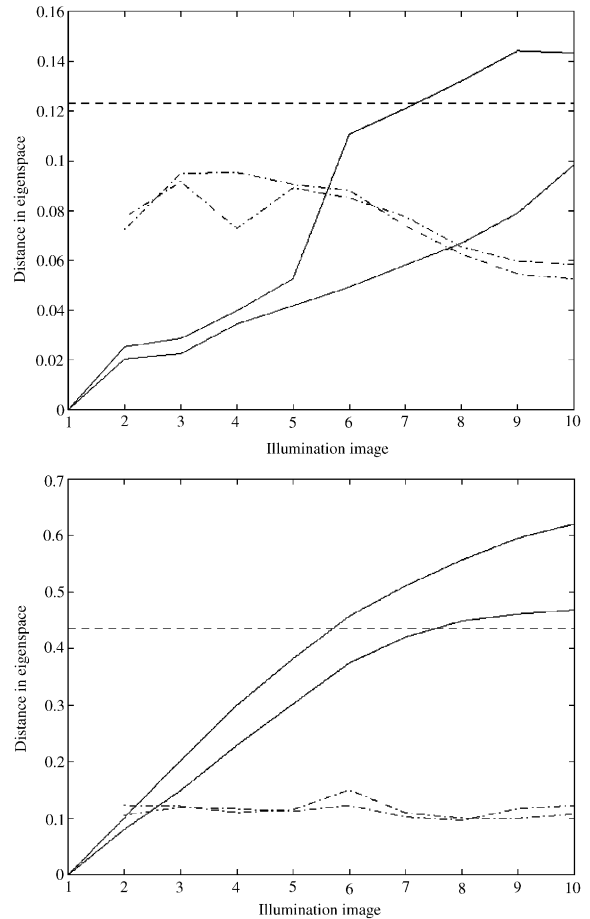 0.16
0.14
0.12
0.1
0.08
0.06
0.04
0.02
0
Distance in eigenspace
1 2 3 4 5 6 7 8 9 10
Illumination image
0.7
0.6
0.5
0.4
0.3
0.2
0.1
0
Distance in eigenspace
1 2 3 4 5 6 7 8 9 10
Illumination image